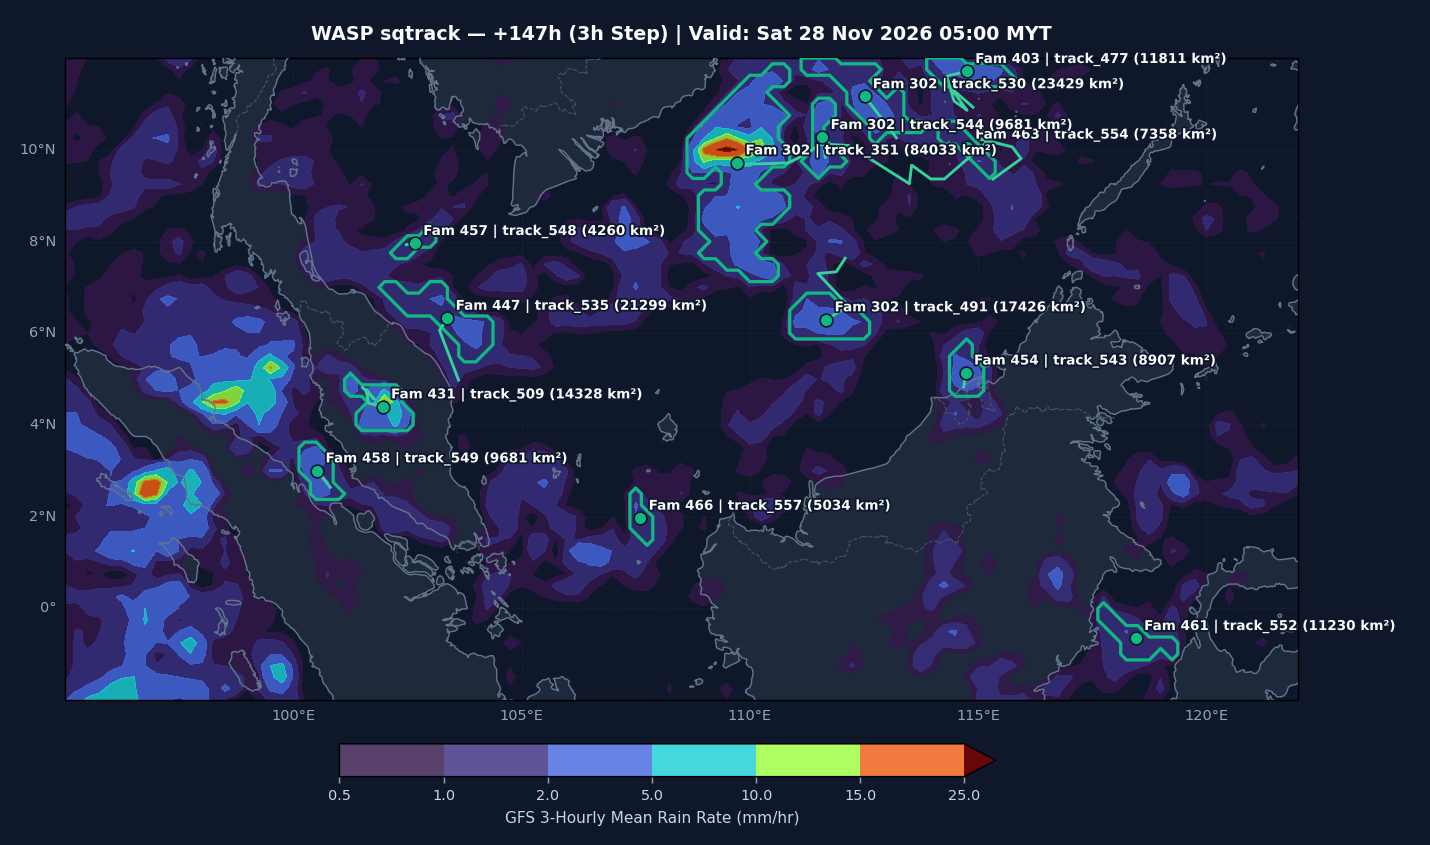 WASP sqtrack — +147h (3h Step) | Valid: Sat 28 Nov 2026 05:00 MYT
Fam 403 | track_477 (11811 km²)
Fam 302 | track_530 (23429 km²)
Fam 302 | track_544 (9681 km²)
Fam 463 | track_554 (7358 km²)
10°N
Fam 302 | track_351 (84033 km²)
Fam 457 | track_548 (4260 km²)
8°N
Fam 447 | track_535 (21299 km²)
Fam 302 | track_491 (17426 km²)
6°N
Fam 454 | track_543 (8907 km²)
Fam 431 | track_509 (14328 km²)
4°N
Fam 458 | track_549 (9681 km²)
Fam 466 | track_557 (5034 km²)
2°N
0°
Fam 461 | track_552 (11230 km²)
100°E 105°E 110°E 115°E 120°E
0.5 1.0 2.0 5.0 10.0 15.0 25.0
GFS 3-Hourly Mean Rain Rate (mm/hr)